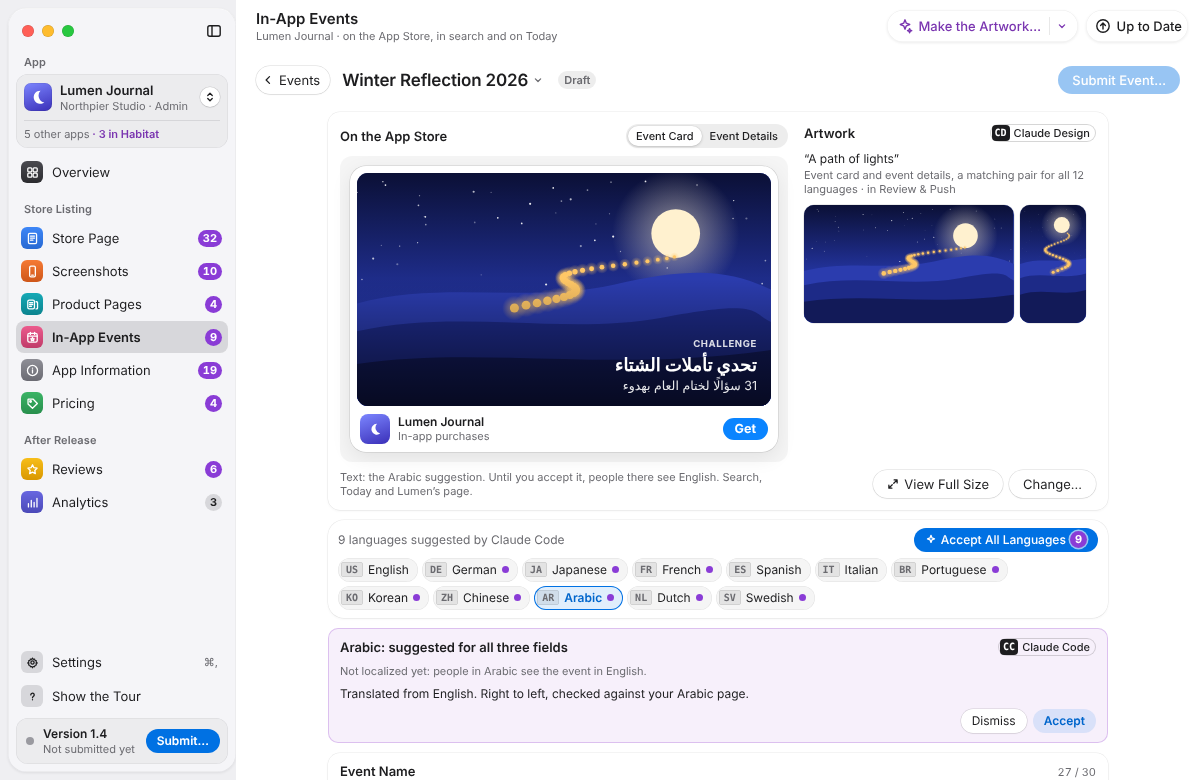 App
Lumen Journal
Northpier Studio · Admin
5 other apps · 3 in Habitat
Overview
Store Listing
Store Page 32
Screenshots 10
Product Pages 4
In-App Events 9
App Information 19
Pricing 4
After Release
Reviews 6
Analytics 3
Settings ⌘,
? Show the Tour
Version 1.4
Not submitted yet
Submit...
In-App Events
Lumen Journal · on the App Store, in search and on Today
Make the Artwork...
Up to Date
Events
Winter Reflection 2026
Draft
Submit Event...
On the App Store
Event Card
Event Details
CHALLENGE
تحدي تأملات الشتاء
31 سؤالًا لختام العام بهدوء
Lumen Journal
In-app purchases
Get
Text: the Arabic suggestion. Until you accept it, people there see English. Search,
Today and Lumen’s page.
Artwork
CD Claude Design
“A path of lights”
Event card and event details, a matching pair for all 12
languages · in Review & Push
View Full Size
Change...
9 languages suggested by Claude Code
Accept All Languages 9
US English DE German JA Japanese FR French ES Spanish IT Italian BR Portuguese
KO Korean ZH Chinese AR Arabic NL Dutch SV Swedish
Arabic: suggested for all three fields
CC Claude Code
Not localized yet: people in Arabic see the event in English.
Translated from English. Right to left, checked against your Arabic page.
Dismiss
Accept
Event Name
27 / 30